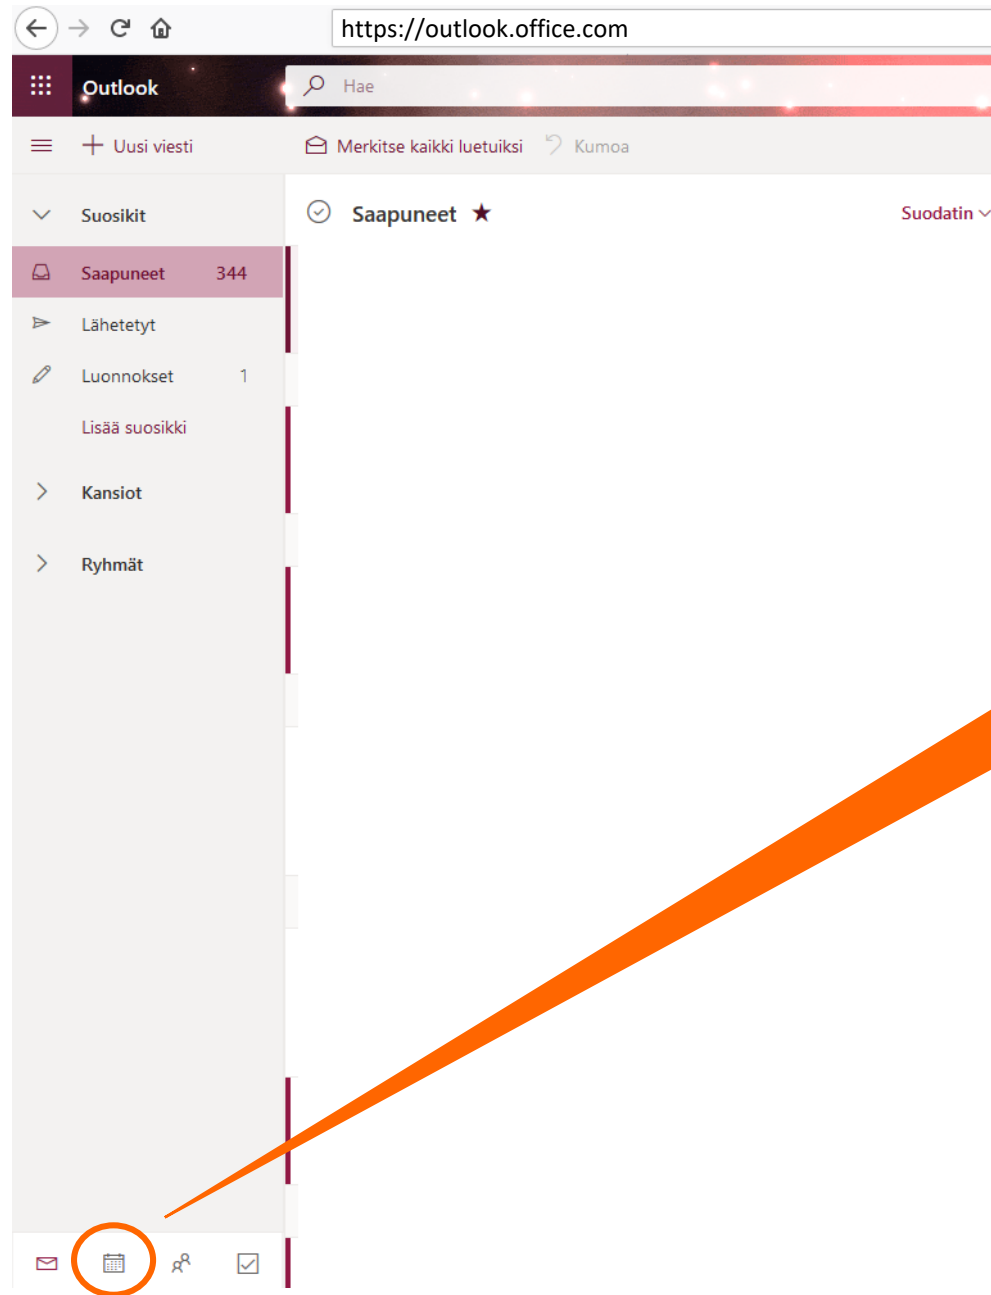 https://outlook.office.com
Outlook
Hae
Uusi viesti
Merkitse kaikki luetuiksi
Kumoa
Suosikit
Saapuneet
Suodatin
Saapuneet 344
Lähetetyt
Luonnokset 1
Lisää suosikki
Kansiot
Ryhmät